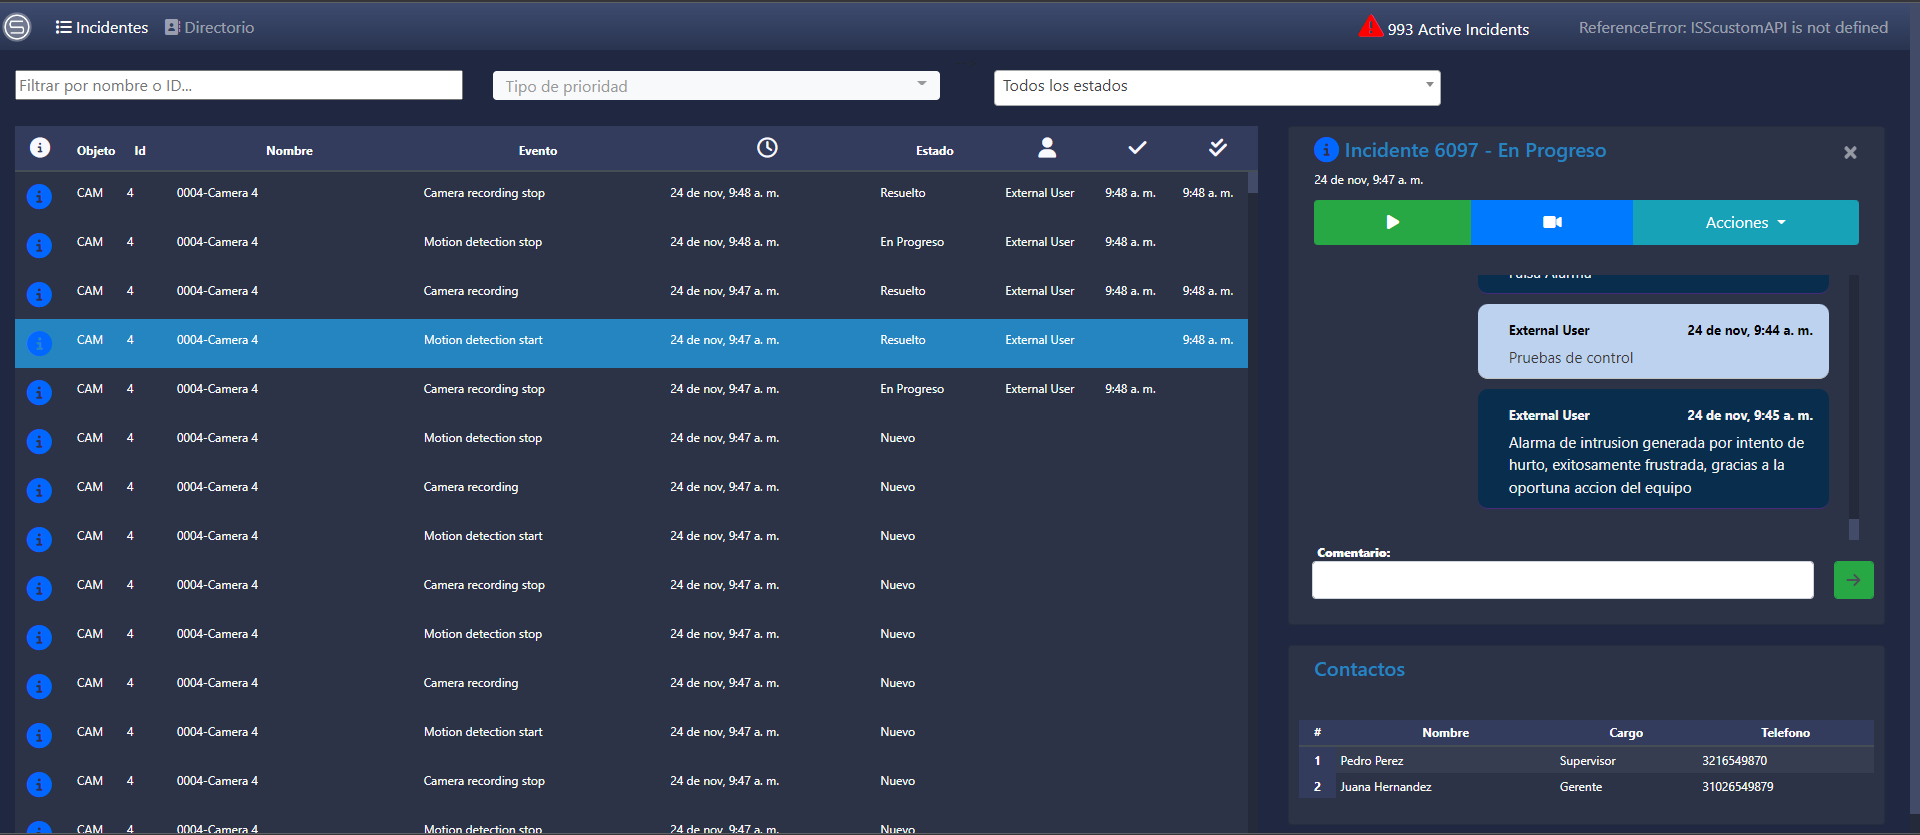 Incidentes Directorio 993 Active Incidents ReferenceError: ISScustomAPI is not defined
Filtrar por nombre o ID... Tipo de prioridad Todos los estados
Objeto Id Nombre Evento Estado
CAM 4 0004-Camera 4 Camera recording stop 24 de nov, 9:48 a. m. Resuelto External User 9:48 a. m. 9:48 a. m.
CAM 4 0004-Camera 4 Motion detection stop 24 de nov, 9:48 a. m. En Progreso External User 9:48 a. m.
CAM 4 0004-Camera 4 Camera recording 24 de nov, 9:47 a. m. Resuelto External User 9:48 a. m. 9:48 a. m.
CAM 4 0004-Camera 4 Motion detection start 24 de nov, 9:47 a. m. Resuelto External User 9:48 a. m.
CAM 4 0004-Camera 4 Camera recording stop 24 de nov, 9:47 a. m. En Progreso External User 9:48 a. m.
CAM 4 0004-Camera 4 Motion detection stop 24 de nov, 9:47 a. m. Nuevo
CAM 4 0004-Camera 4 Camera recording 24 de nov, 9:47 a. m. Nuevo
CAM 4 0004-Camera 4 Motion detection start 24 de nov, 9:47 a. m. Nuevo
CAM 4 0004-Camera 4 Camera recording stop 24 de nov, 9:47 a. m. Nuevo
CAM 4 0004-Camera 4 Motion detection stop 24 de nov, 9:47 a. m. Nuevo
CAM 4 0004-Camera 4 Camera recording 24 de nov, 9:47 a. m. Nuevo
CAM 4 0004-Camera 4 Motion detection start 24 de nov, 9:47 a. m. Nuevo
CAM 4 0004-Camera 4 Camera recording stop 24 de nov, 9:47 a. m. Nuevo
CAM 4 0004-Camera 4 Motion detection stop 24 de nov, 9:47 a. m. Nuevo
Incidente 6097 - En Progreso
24 de nov, 9:47 a. m.
Acciones
Falsa Alarma
External User 24 de nov, 9:44 a. m.
Pruebas de control
External User 24 de nov, 9:45 a. m.
Alarma de intrusion generada por intento de
hurto, exitosamente frustrada, gracias a la
oportuna accion del equipo
Comentario:
Contactos
# Nombre Cargo Telefono
1 Pedro Perez Supervisor 3216549870
2 Juana Hernandez Gerente 31026549879